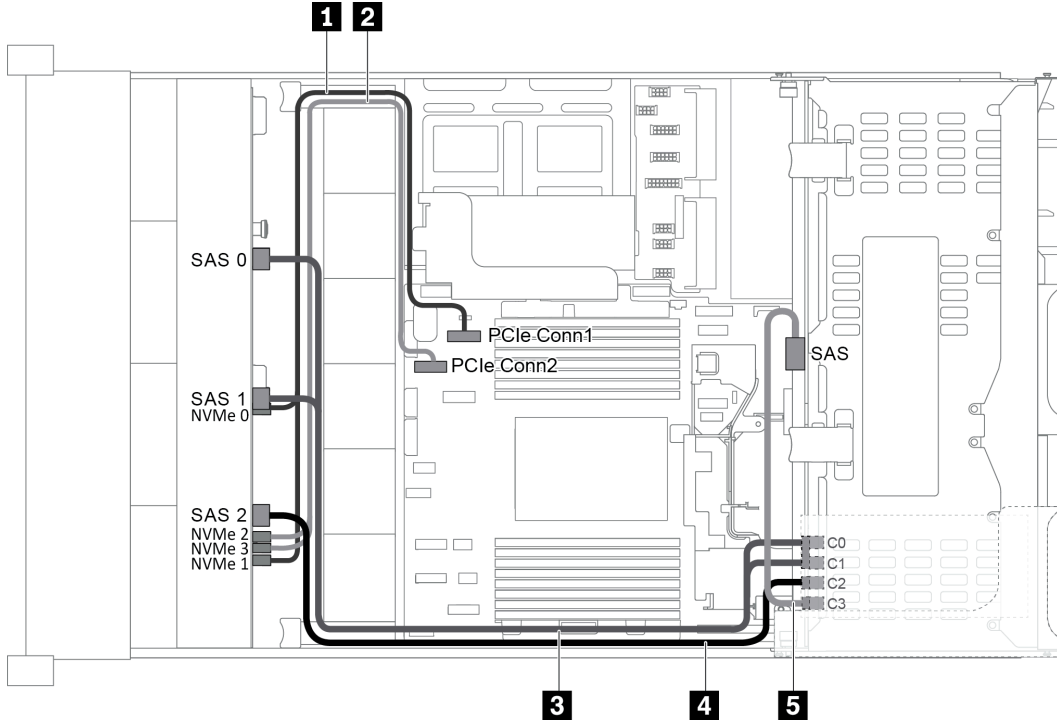 1 2
SAS 0
PCIe Conn1
SAS
PCIe Conn2
SAS 1
NVMe 0
SAS 2
NVMe 2
NVMe 3
NVMe 1
C0
C1
C2
C3
3 4 5